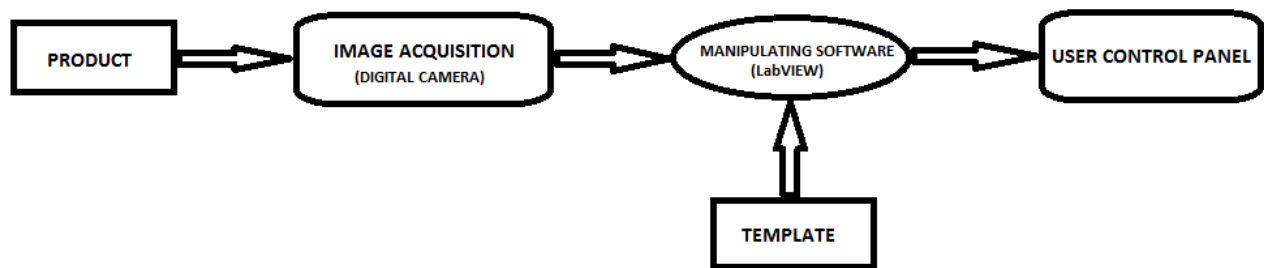 PRODUCT
IMAGE ACQUISITION
(DIGITAL CAMERA)
MANIPULATING SOFTWARE
(LabVIEW)
USER CONTROL PANEL
TEMPLATE